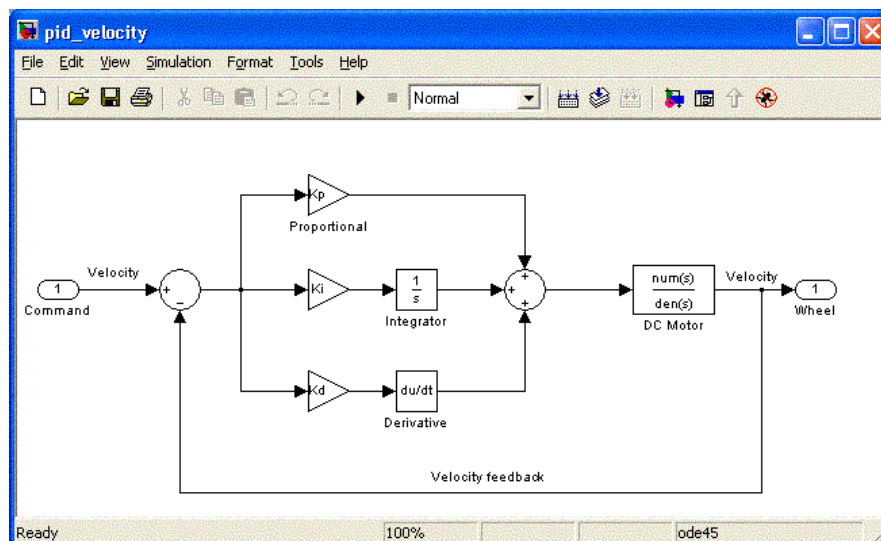 pid_velocity
File Edit View Simulation Format Tools Help
Normal
Kp
Proportional
Velocity
Velocity
1
+
−
Ki
1
s
+
+
+
num(s)
den(s)
1
Command
Integrator
DC Motor
Wheel
Kd
du/dt
Derivative
Velocity feedback
Ready 100% ode45